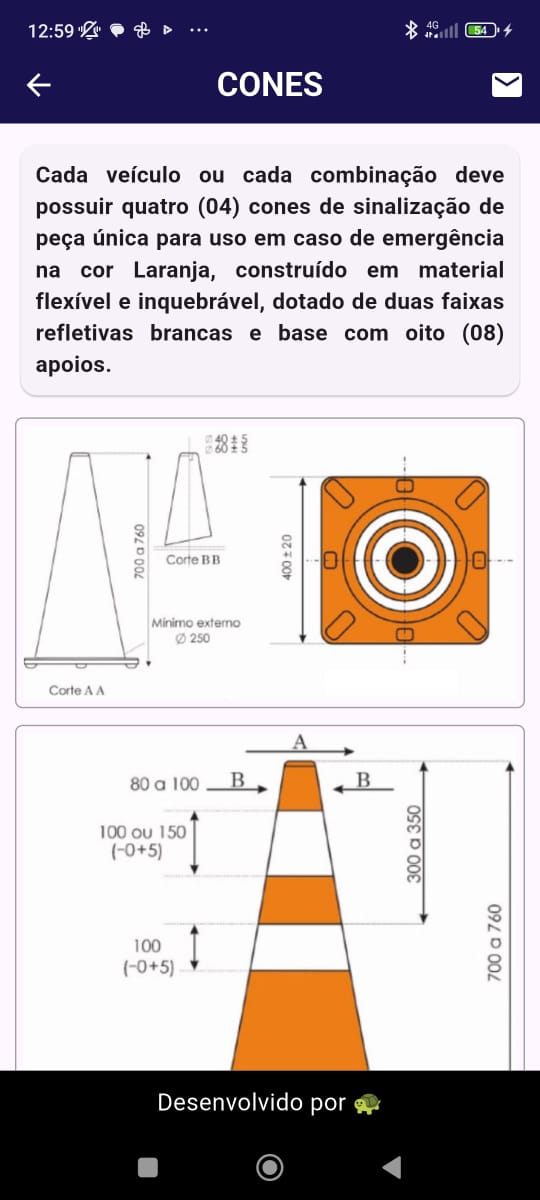 12:59
4G
54
CONES
Cada veículo ou cada combinação deve
possuir quatro (04) cones de sinalização de
peça única para uso em caso de emergência
na cor Laranja, construído em material
flexível e inquebrável, dotado de duas faixas
refletivas brancas e base com oito (08)
apoios.
∅ 40 ± 5
∅ 60 ± 5
700 a 760
Corte B B
400 ± 20
Mínimo externo
∅ 250
Corte A A
A
80 a 100
B
B
100 ou 150
(-0+5)
300 a 350
700 a 760
100
(-0+5)
Desenvolvido por 🐢